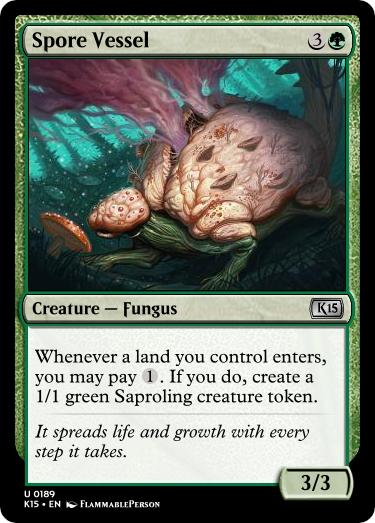 Spore Vessel 3
Creature — Fungus K15
Whenever a land you control enters,
you may pay 1. If you do, create a
1/1 green Saproling creature token.
It spreads life and growth with every
step it takes.
3/3
U 0189
K15 • EN FlammablePerson